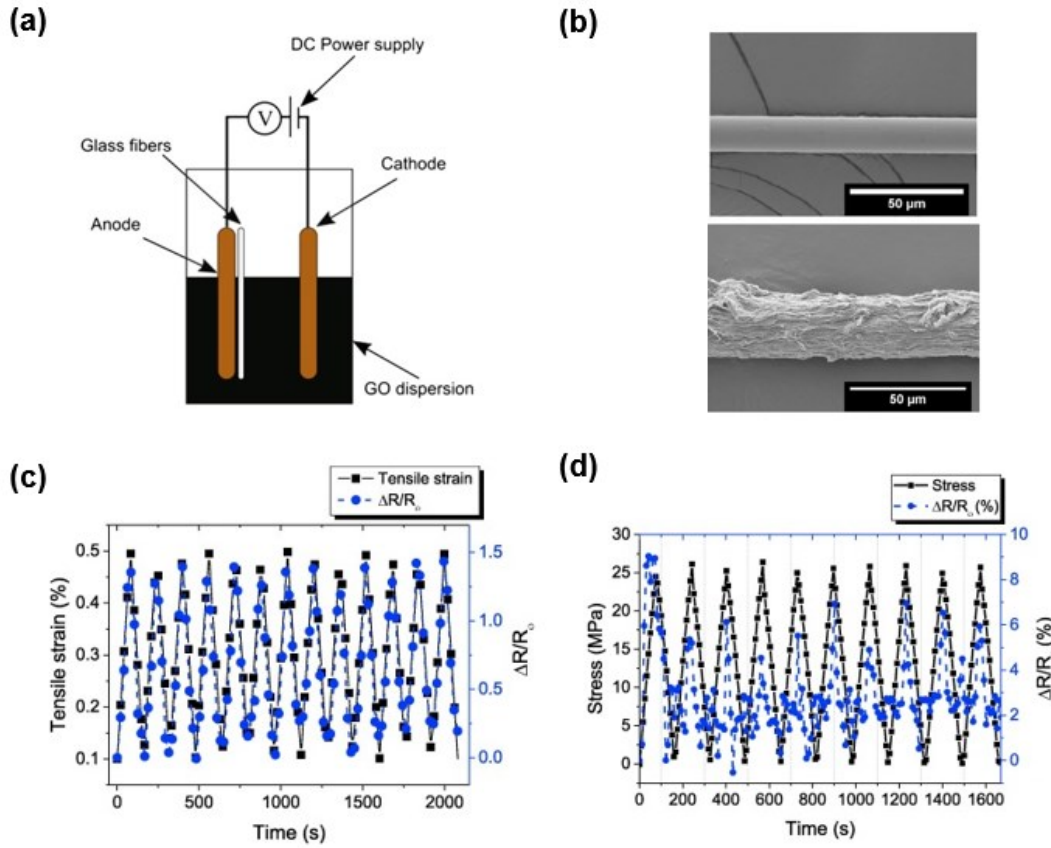 (a)
DC Power supply
V
Glass fibers
Cathode
Anode
GO dispersion
(b)
50 µm
50 µm
(c)
Tensile strain
ΔR/R₀
0.5
0.4
0.3
0.2
0.1
Tensile strain (%)
1.5
1.0
0.5
0.0
ΔR/R₀
0 500 1000 1500 2000
Time (s)
(d)
Stress
ΔR/R₀ (%)
30
25
20
15
10
5
0
Stress (MPa)
10
8
6
4
2
0
ΔR/R₀ (%)
0 200 400 600 800 1000 1200 1400 1600
Time (s)